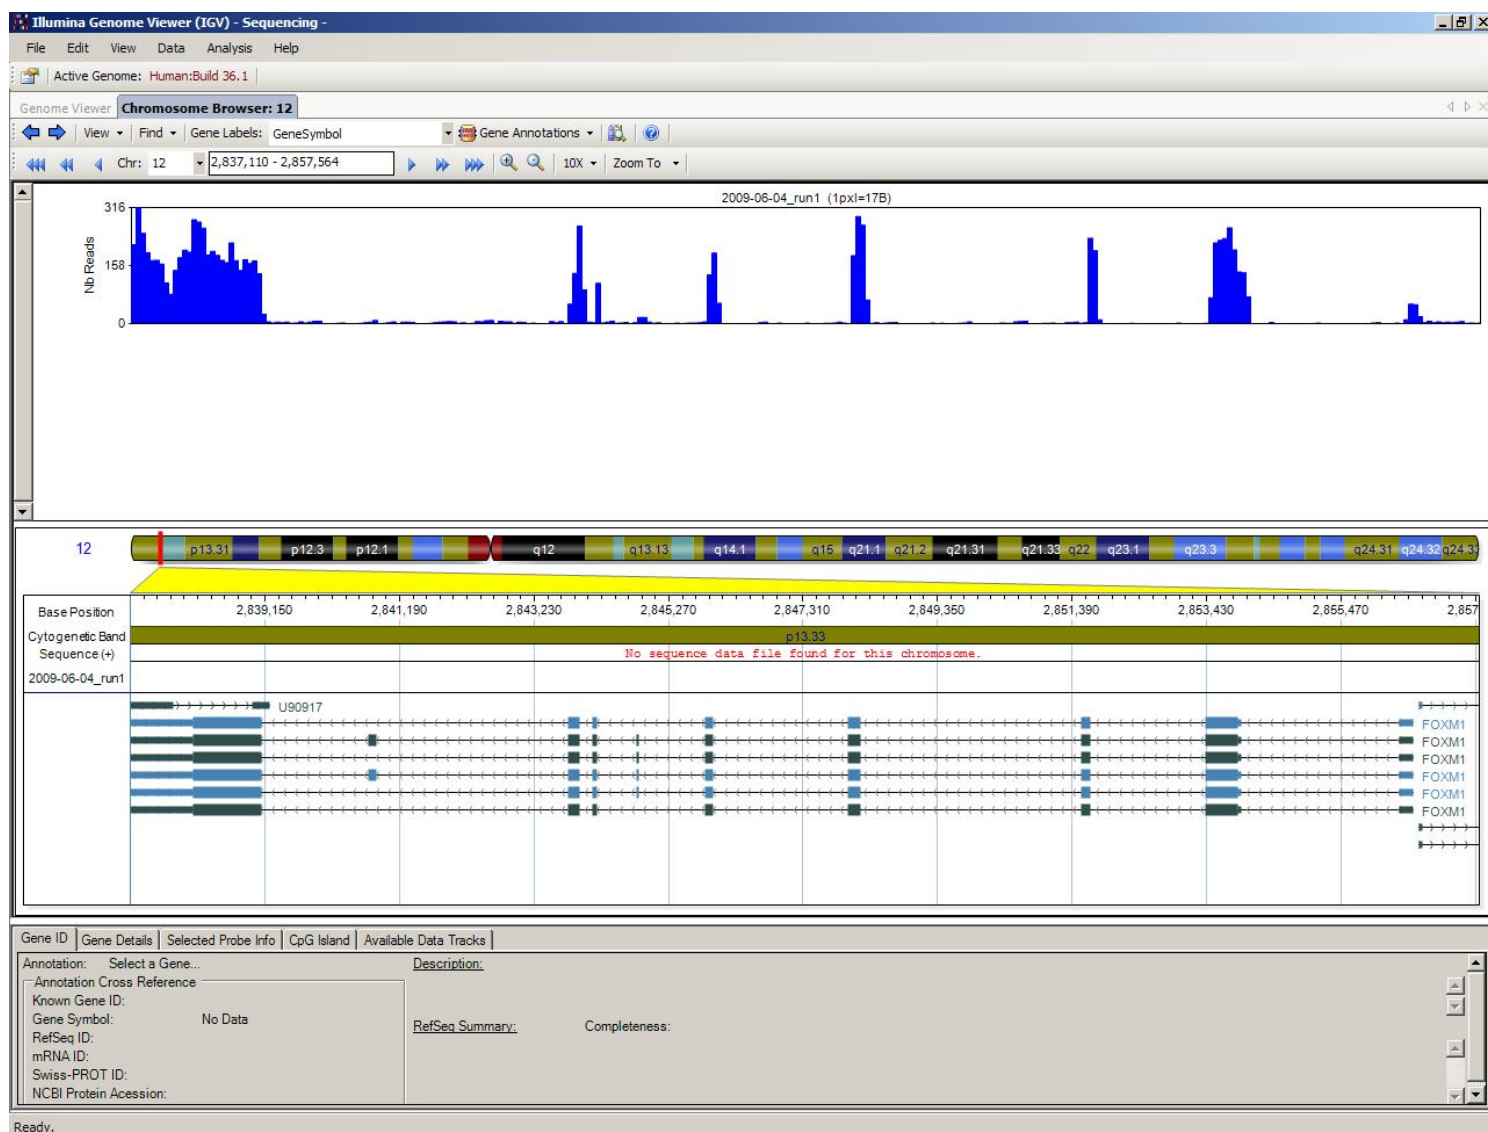 Illumina Genome Viewer (IGV) - Sequencing -
File Edit View Data Analysis Help
Active Genome: Human:Build 36.1
Genome Viewer Chromosome Browser: 12
View Find Gene Labels: GeneSymbol Gene Annotations
Chr: 12 2,837,110 - 2,857,564 10X Zoom To
2009-06-04_run1 (1pxl=17B)
316
158
0
Nb Reads
12 p13.31 p12.3 p12.1 q12 q13.13 q14.1 q15 q21.1 q21.2 q21.31 q21.33 q22 q23.1 q23.3 q24.31 q24.32 q24.33
Base Position 2,839,150 2,841,190 2,843,230 2,845,270 2,847,310 2,849,350 2,851,390 2,853,430 2,855,470 2,857
Cytogenetic Band p13.33
Sequence (+) No sequence data file found for this chromosome.
2009-06-04_run1
U90917
FOXM1
FOXM1
FOXM1
FOXM1
FOXM1
FOXM1
Gene ID Gene Details Selected Probe Info CpG Island Available Data Tracks
Annotation: Select a Gene... Description:
Annotation Cross Reference
Known Gene ID:
Gene Symbol: No Data
RefSeq Summary: Completeness:
RefSeq ID:
mRNA ID:
Swiss-PROT ID:
NCBI Protein Acession:
Ready.